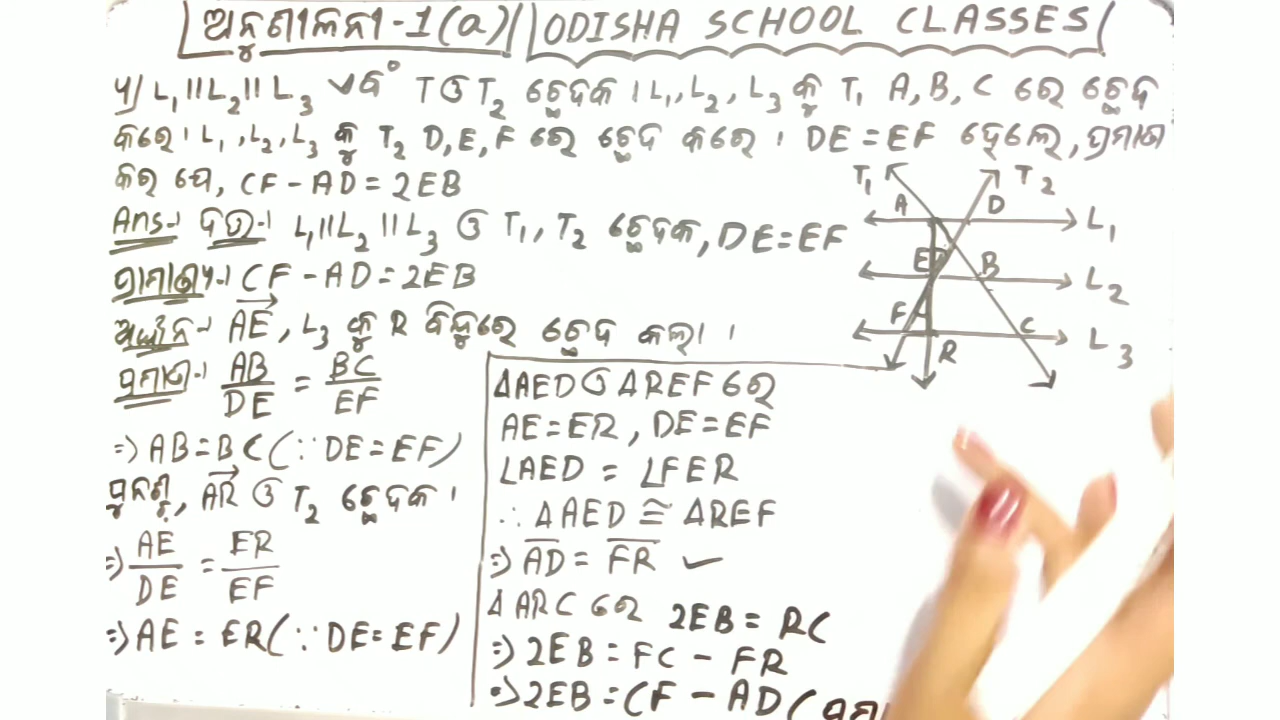 ଅନୁଶୀଳନୀ-1(a) ODISHA SCHOOL CLASSES
୪) L₁||L₂||L₃ ଏବଂ T ଓ T₂ ଛେଦକ । L₁, L₂, L₃ କୁ T₁ A, B, C ରେ ଛେଦ
କରେ । L₁, L₂, L₃ କୁ T₂ D, E, F ରେ ଛେଦ କରେ । DE = EF ହେଲେ, ପ୍ରମାଣ
କର ଯେ, CF - AD = 2EB
Ans:- ଦତ୍ତ:- L₁||L₂||L₃ ଓ T₁, T₂ ଛେଦକ, DE = EF
ପ୍ରାମାଣ୍ୟ:- CF - AD = 2EB
ଅଙ୍କନ:- AE, L₃ କୁ R ବିନ୍ଦୁରେ ଛେଦ କଲା ।
ପ୍ରମାଣ:- AB/DE = BC/EF
⇒ AB = BC (∵ DE = EF)
ପୁନଶ୍ଚ, AR ଓ T₂ ଛେଦକ ।
⇒ AE/DE = ER/EF
⇒ AE = ER (∵ DE = EF)
ΔAED ଓ ΔREF ରେ
AE = ER, DE = EF
∠AED = ∠FER
∴ ΔAED ≅ ΔREF
⇒ AD = FR ✓
ΔARC ରେ 2EB = RC
⇒ 2EB = FC - FR
⇒ 2EB = CF - AD (
T₁ T₂
A D L₁
E B L₂
F C L₃
R